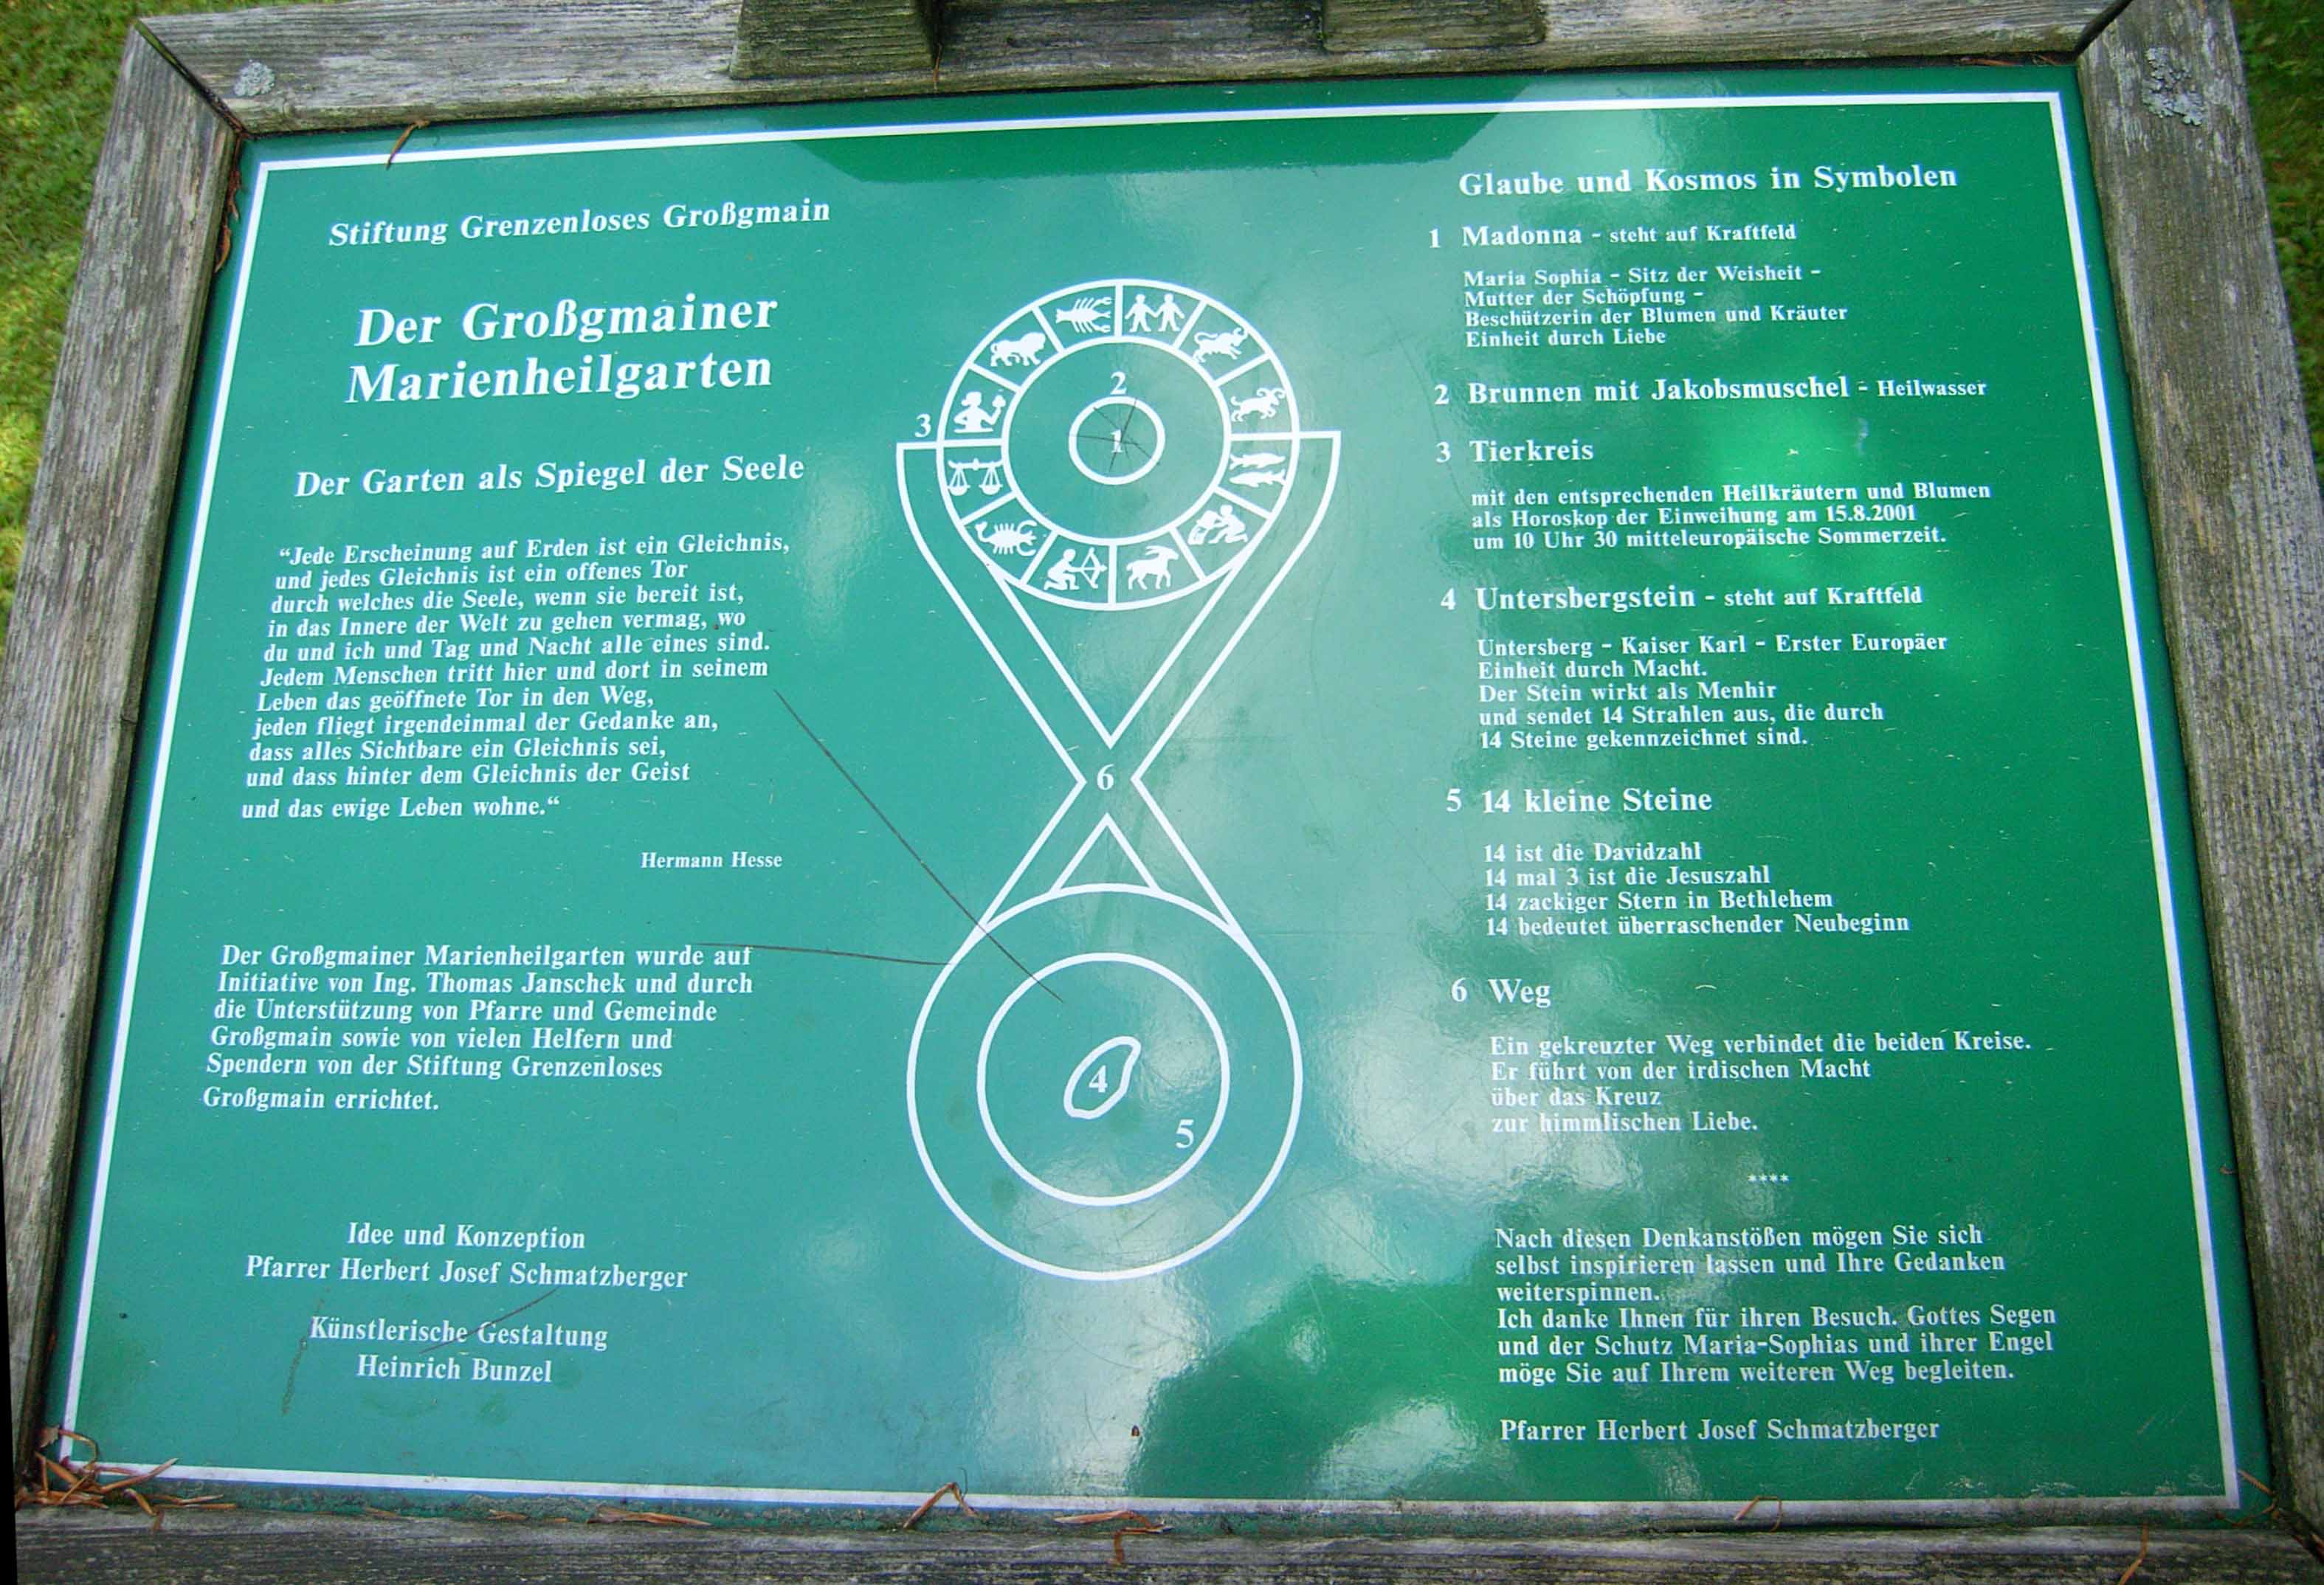 Stiftung Grenzenloses Großgmain
Der Großgmainer
Marienheilgarten
Der Garten als Spiegel der Seele
“Jede Erscheinung auf Erden ist ein Gleichnis,
und jedes Gleichnis ist ein offenes Tor
durch welches die Seele, wenn sie bereit ist,
in das Innere der Welt zu gehen vermag, wo
du und ich und Tag und Nacht alle eines sind.
Jedem Menschen tritt hier und dort in seinem
Leben das geöffnete Tor in den Weg,
jeden fliegt irgendeinmal der Gedanke an,
dass alles Sichtbare ein Gleichnis sei,
und dass hinter dem Gleichnis der Geist
und das ewige Leben wohne.“
Hermann Hesse
Der Großgmainer Marienheilgarten wurde auf
Initiative von Ing. Thomas Janschek und durch
die Unterstützung von Pfarre und Gemeinde
Großgmain sowie von vielen Helfern und
Spendern von der Stiftung Grenzenloses
Großgmain errichtet.
Idee und Konzeption
Pfarrer Herbert Josef Schmatzberger
Künstlerische Gestaltung
Heinrich Bunzel
2
1
3
6
4
5
Glaube und Kosmos in Symbolen
1 Madonna - steht auf Kraftfeld
Maria Sophia - Sitz der Weisheit -
Mutter der Schöpfung -
Beschützerin der Blumen und Kräuter
Einheit durch Liebe
2 Brunnen mit Jakobsmuschel - Heilwasser
3 Tierkreis
mit den entsprechenden Heilkräutern und Blumen
als Horoskop der Einweihung am 15.8.2001
um 10 Uhr 30 mitteleuropäische Sommerzeit.
4 Untersbergstein - steht auf Kraftfeld
Untersberg - Kaiser Karl - Erster Europäer
Einheit durch Macht.
Der Stein wirkt als Menhir
und sendet 14 Strahlen aus, die durch
14 Steine gekennzeichnet sind.
5 14 kleine Steine
14 ist die Davidzahl
14 mal 3 ist die Jesuszahl
14 zackiger Stern in Bethlehem
14 bedeutet überraschender Neubeginn
6 Weg
Ein gekreuzter Weg verbindet die beiden Kreise.
Er führt von der irdischen Macht
über das Kreuz
zur himmlischen Liebe.
****
Nach diesen Denkanstößen mögen Sie sich
selbst inspirieren lassen und Ihre Gedanken
weiterspinnen.
Ich danke Ihnen für ihren Besuch. Gottes Segen
und der Schutz Maria-Sophias und ihrer Engel
möge Sie auf Ihrem weiteren Weg begleiten.
Pfarrer Herbert Josef Schmatzberger